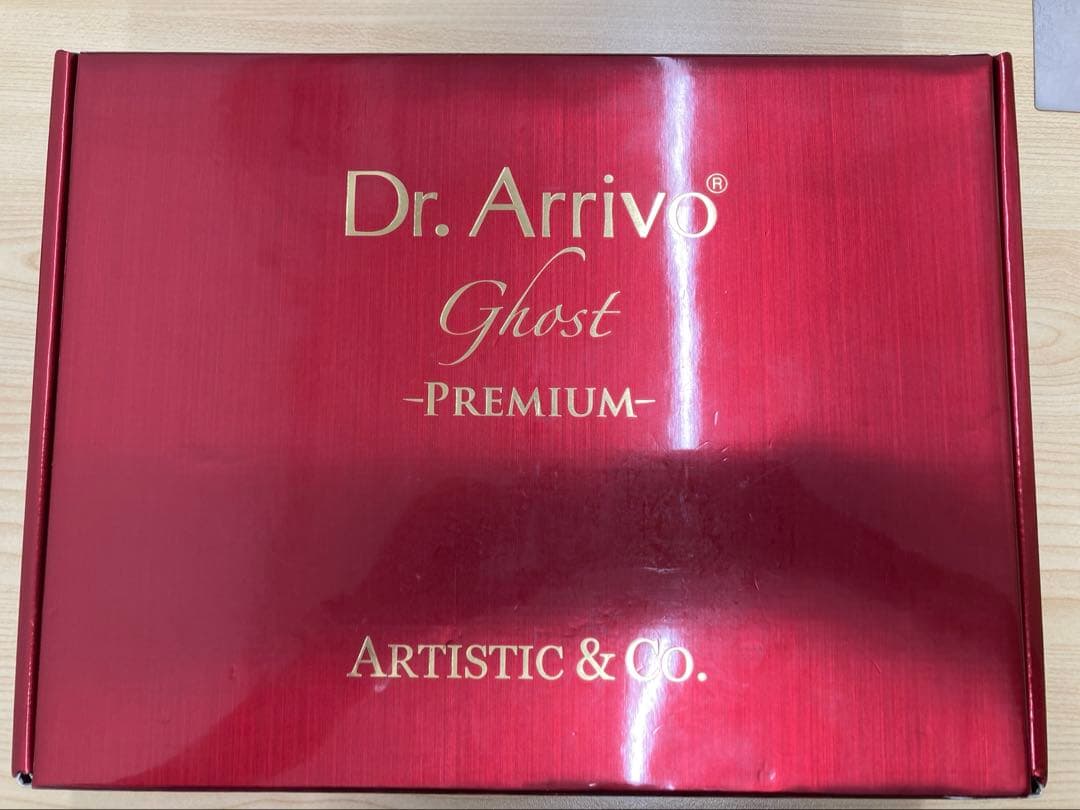 Dr. Arrivo®
Ghost
-PREMIUM-
ARTISTIC & CO.